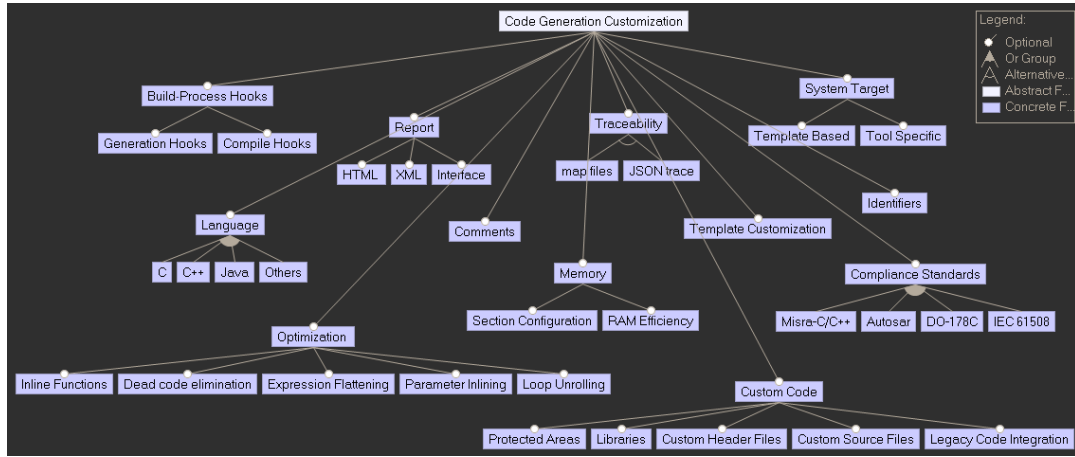 Code Generation Customization
Legend:
Optional
Or Group
Alternative...
Abstract F...
Concrete F...
Build-Process Hooks
System Target
Report
Traceability
Generation Hooks
Compile Hooks
Template Based
Tool Specific
HTML
XML
Interface
map files
JSON trace
Identifiers
Language
Comments
Template Customization
C
C++
Java
Others
Memory
Compliance Standards
Section Configuration
RAM Efficiency
Misra-C/C++
Autosar
DO-178C
IEC 61508
Optimization
Inline Functions
Dead code elimination
Expression Flattening
Parameter Inlining
Loop Unrolling
Custom Code
Protected Areas
Libraries
Custom Header Files
Custom Source Files
Legacy Code Integration